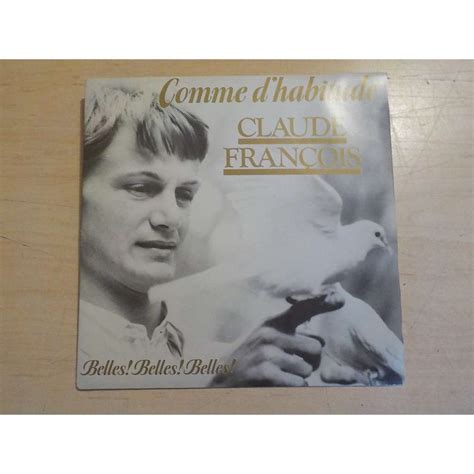 Comme d'habitude
CLAUDE
FRANÇOIS
Belles! Belles! Belles!